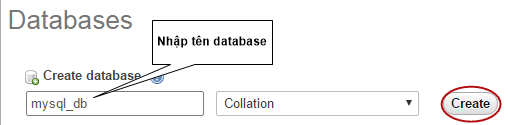 Databases
Nhập tên database
Create database
mysql_db
Collation
Create